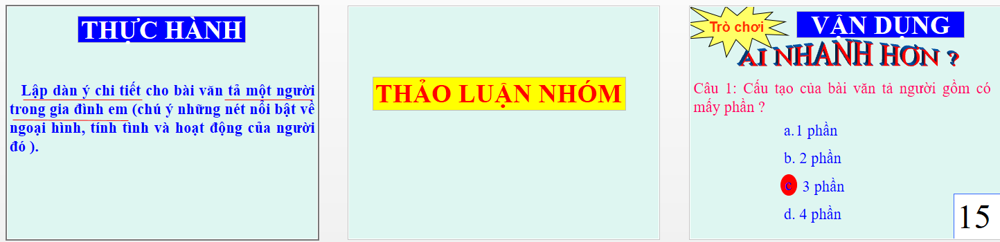 THỰC HÀNH
Lập dàn ý chi tiết cho bài văn tả một người
trong gia đình em (chú ý những nét nổi bật về
ngoại hình, tính tình và hoạt động của người
đó ).
THẢO LUẬN NHÓM
Trò chơi
VẬN DỤNG
AI NHANH HƠN ?
Câu 1: Cấu tạo của bài văn tả người gồm có
mấy phần ?
a.1 phần
b. 2 phần
c 3 phần
d. 4 phần
15